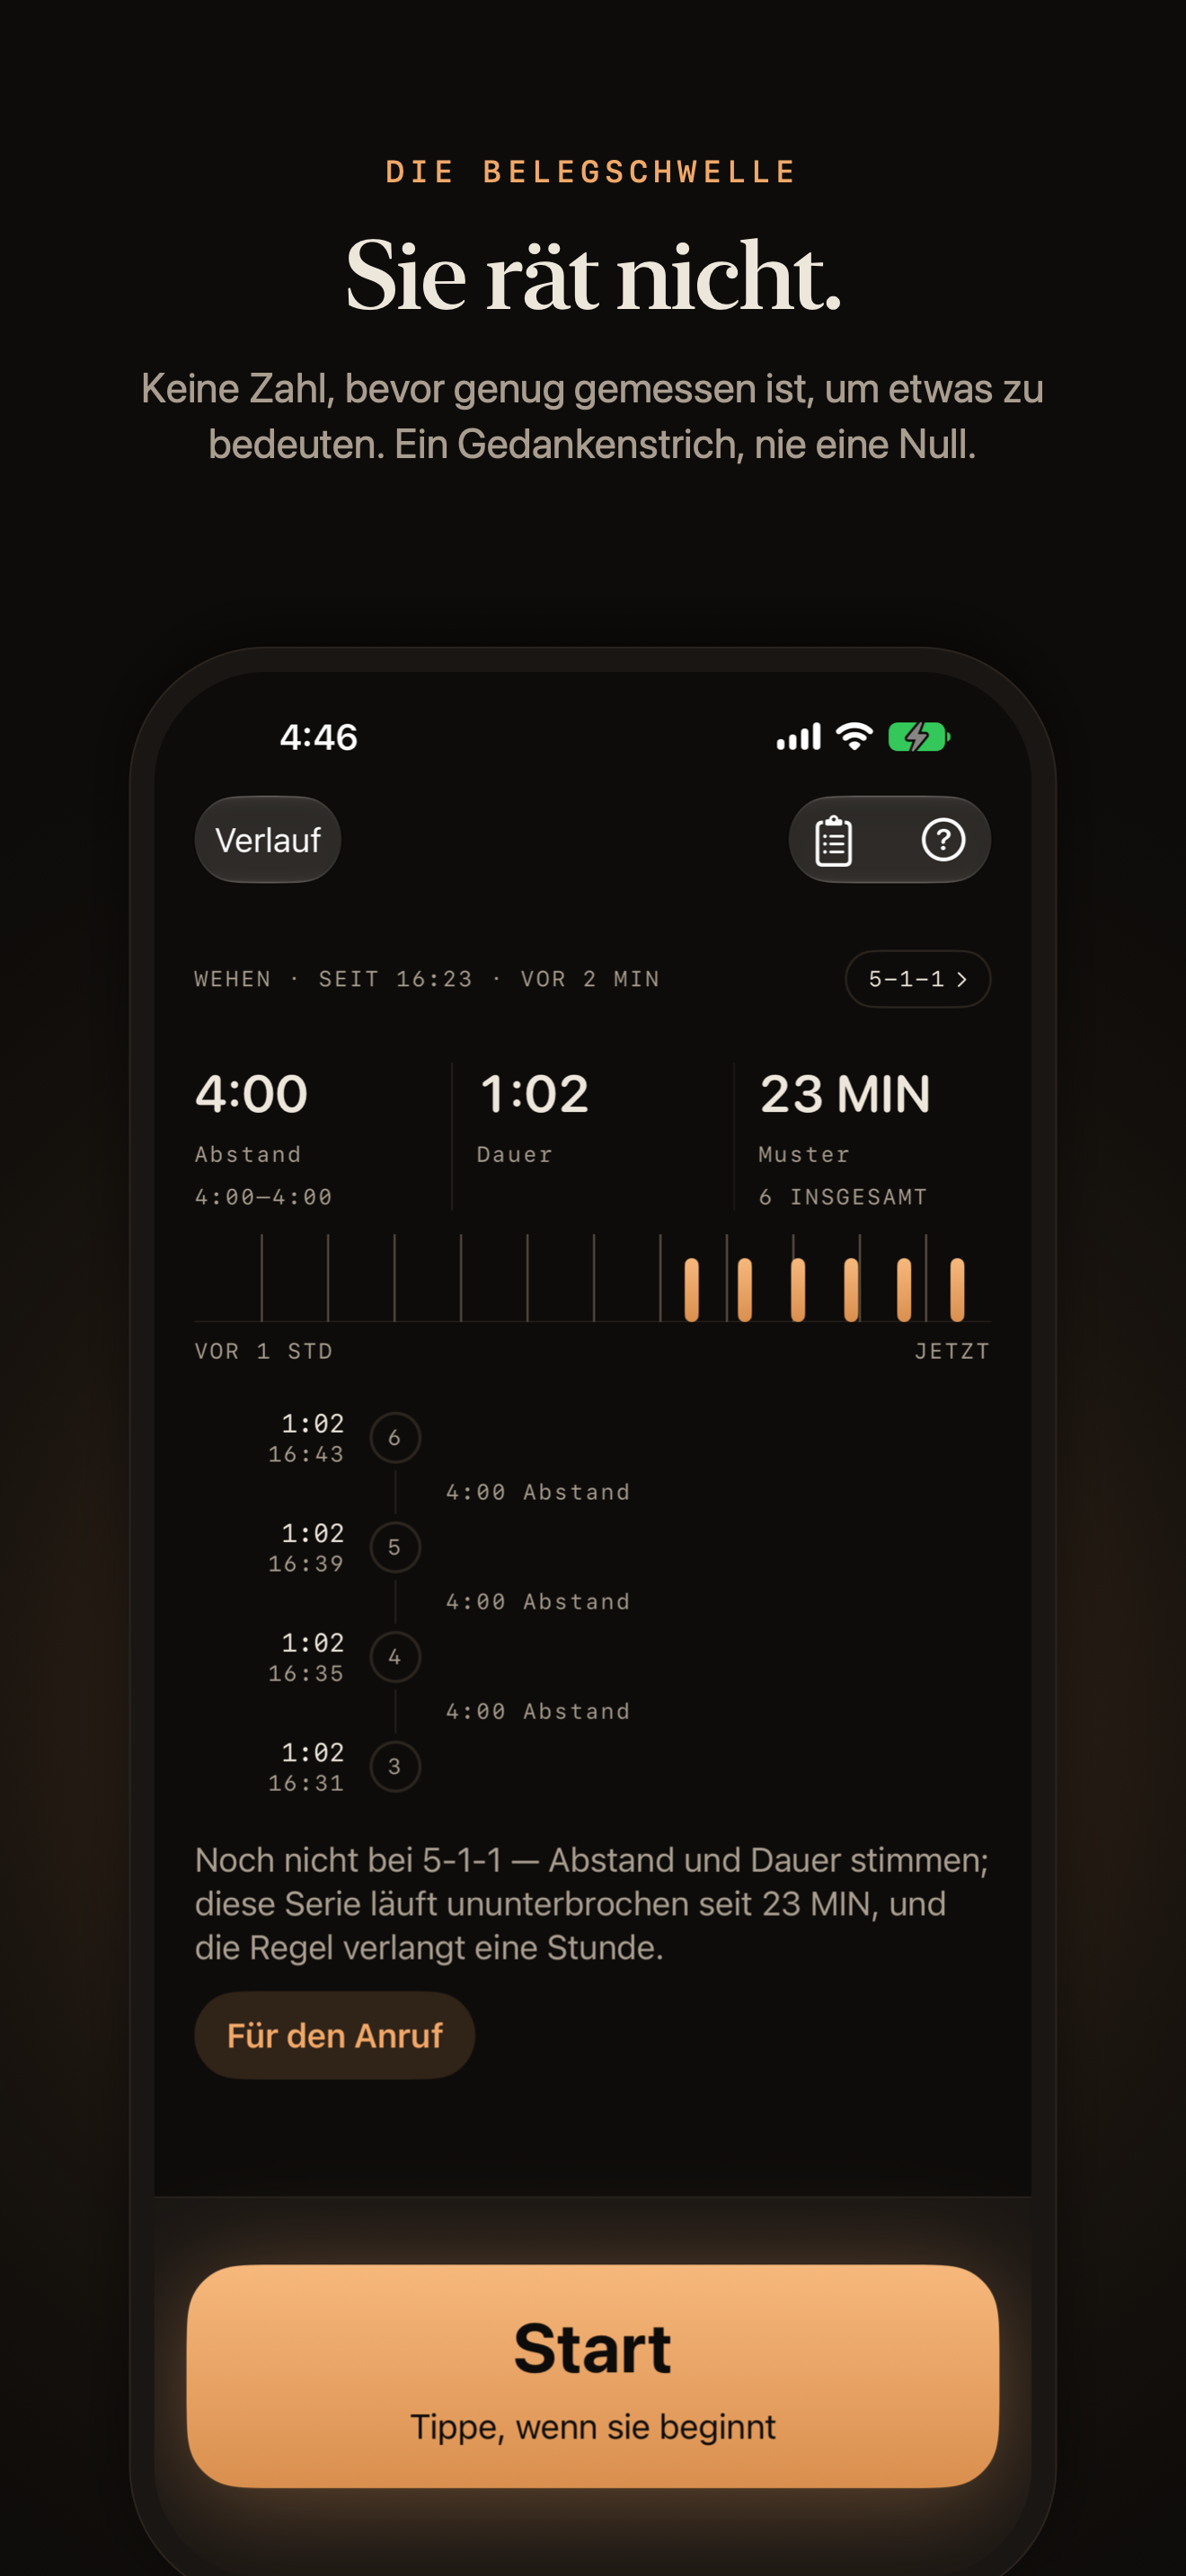 DIE BELEGSCHWELLE
Sie rät nicht.
Keine Zahl, bevor genug gemessen ist, um etwas zu
bedeuten. Ein Gedankenstrich, nie eine Null.
4:46
Verlauf
?
WEHEN · SEIT 16:23 · VOR 2 MIN
5-1-1 >
4:00
1:02
23 MIN
Abstand
Dauer
Muster
4:00–4:00
6 INSGESAMT
VOR 1 STD
JETZT
1:02
16:43
6
4:00 Abstand
1:02
16:39
5
4:00 Abstand
1:02
16:35
4
4:00 Abstand
1:02
16:31
3
Noch nicht bei 5-1-1 — Abstand und Dauer stimmen;
diese Serie läuft ununterbrochen seit 23 MIN, und
die Regel verlangt eine Stunde.
Für den Anruf
Start
Tippe, wenn sie beginnt